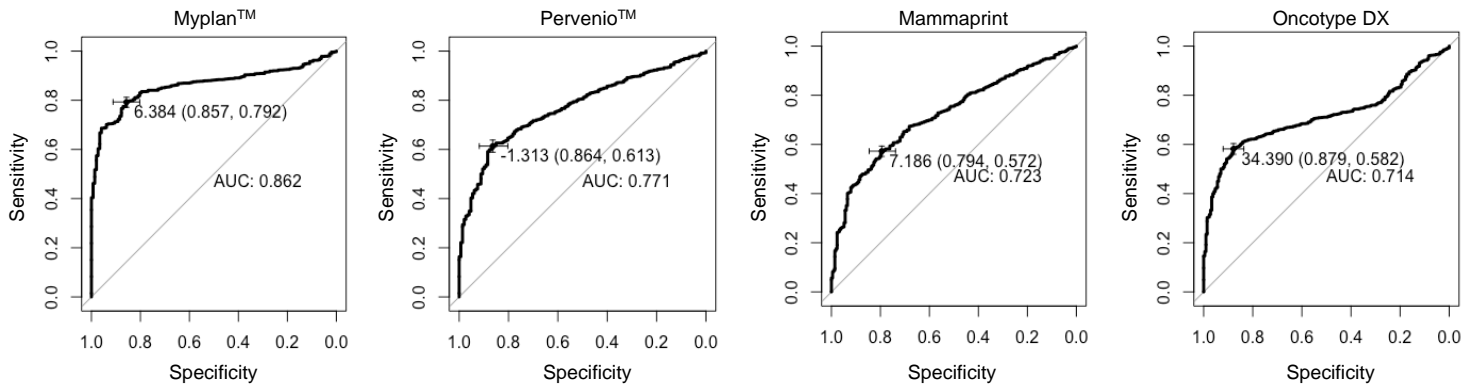 Myplan™
Sensitivity
1.0
0.8
0.6
0.4
0.2
0.0
6.384 (0.857, 0.792)
AUC: 0.862
1.0 0.8 0.6 0.4 0.2 0.0
Specificity
Pervenio™
Sensitivity
1.0
0.8
0.6
0.4
0.2
0.0
-1.313 (0.864, 0.613)
AUC: 0.771
1.0 0.8 0.6 0.4 0.2 0.0
Specificity
Mammaprint
Sensitivity
1.0
0.8
0.6
0.4
0.2
0.0
7.186 (0.794, 0.572)
AUC: 0.723
1.0 0.8 0.6 0.4 0.2 0.0
Specificity
Oncotype DX
Sensitivity
1.0
0.8
0.6
0.4
0.2
0.0
34.390 (0.879, 0.582)
AUC: 0.714
1.0 0.8 0.6 0.4 0.2 0.0
Specificity